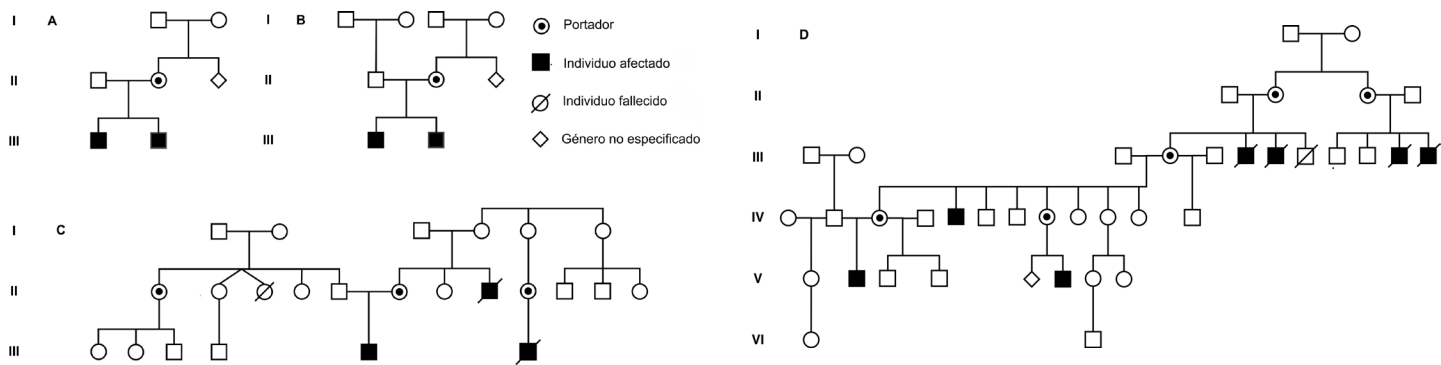 I A
I B
II
III
II
III
Portador
Individuo afectado
Individuo fallecido
Género no especificado
I C
II
III
I D
II
III
IV
V
VI